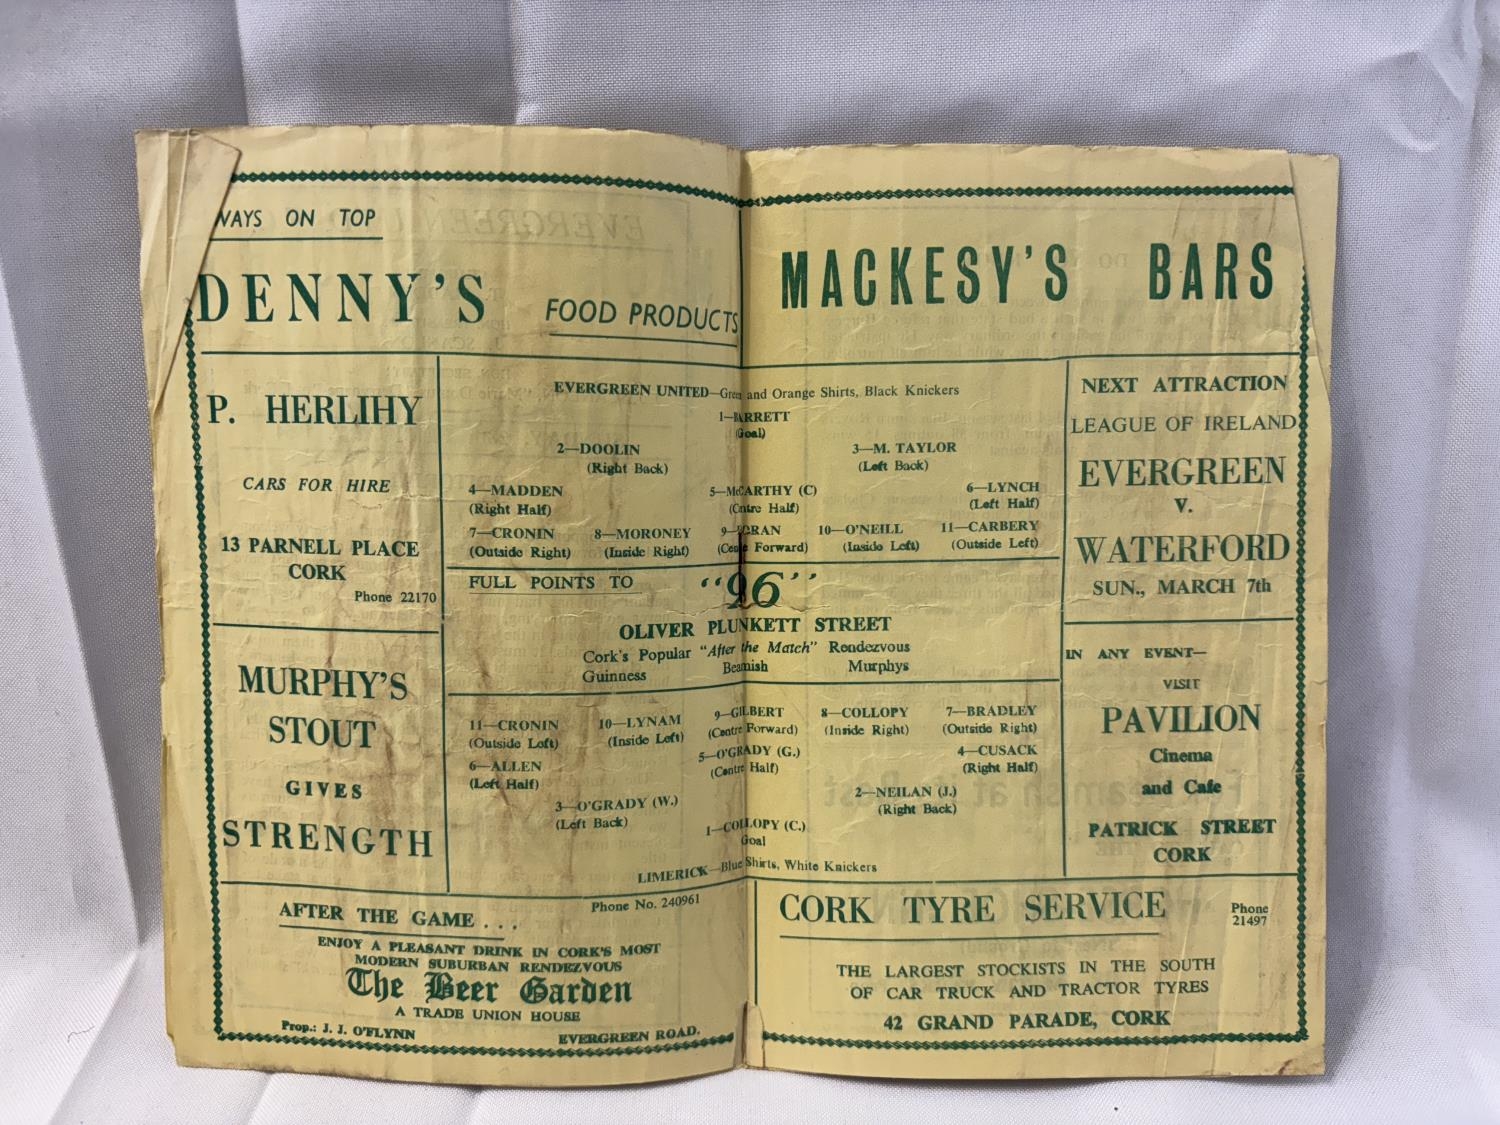 WAYS ON TOP
DENNY'S FOOD PRODUCTS
MACKESY'S BARS
P. HERLIHY
CARS FOR HIRE
13 PARNELL PLACE
CORK
Phone 22170
MURPHY'S
STOUT
GIVES
STRENGTH
EVERGREEN UNITED—Green and Orange Shirts, Black Knickers
1—BARRETT
(Goal)
2—DOOLIN 3—M. TAYLOR
(Right Back) (Left Back)
4—MADDEN 5—McCARTHY (C) 6—LYNCH
(Right Half) (Centre Half) (Left Half)
7—CRONIN 8—MORONEY 10—O'NEILL 11—CARBERY
(Outside Right) (Inside Right) (Centre Forward) (Inside Left) (Outside Left)
FULL POINTS TO "96"
OLIVER PLUNKETT STREET
Cork's Popular "After the Match" Rendezvous
Guinness Beamish Murphys
11—CRONIN 10—LYNAM 9—GILBERT 8—COLLOPY 7—BRADLEY
(Outside Left) (Inside Left) (Centre Forward) (Inside Right) (Outside Right)
6—ALLEN 5—O'GRADY (G.) 4—CUSACK
(Left Half) (Centre Half) (Right Half)
3—O'GRADY (W.) 2—NEILAN (J.)
(Left Back) (Right Back)
1—COLLOPY (C.)
Goal
LIMERICK—Blue Shirts, White Knickers
NEXT ATTRACTION
LEAGUE OF IRELAND
EVERGREEN
V.
WATERFORD
SUN., MARCH 7th
IN ANY EVENT—
VISIT
PAVILION
Cinema
and Cafe
PATRICK STREET
CORK
AFTER THE GAME . . . Phone No. 240961
ENJOY A PLEASANT DRINK IN CORK'S MOST
MODERN SUBURBAN RENDEZVOUS
The Beer Garden
A TRADE UNION HOUSE
Prop.: J. J. O'FLYNN EVERGREEN ROAD.
CORK TYRE SERVICE
Phone
21497
THE LARGEST STOCKISTS IN THE SOUTH
OF CAR TRUCK AND TRACTOR TYRES
42 GRAND PARADE, CORK